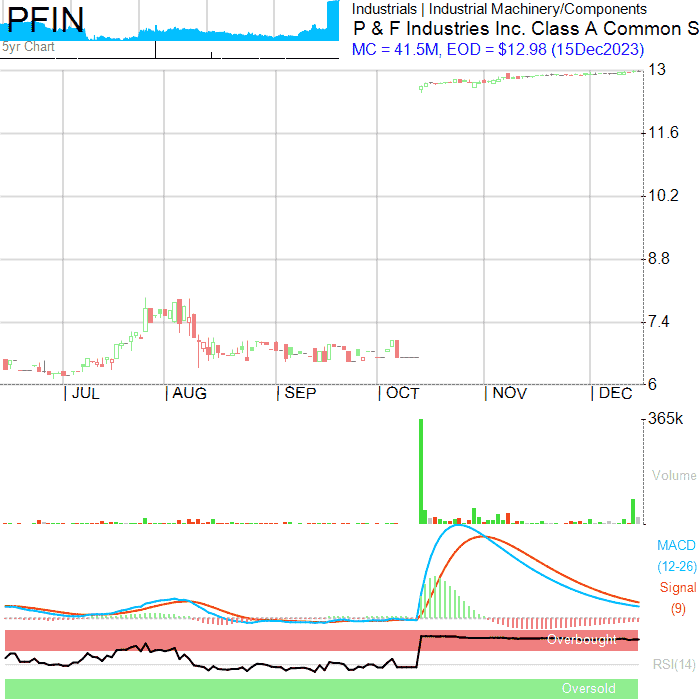 PFIN
5yr Chart
Industrials | Industrial Machinery/Components
P & F Industries Inc. Class A Common S
MC = 41.5M, EOD = $12.98 (15Dec2023)
13
11.6
10.2
8.8
7.4
6
JUL AUG SEP OCT NOV DEC
365k
Volume
MACD
(12-26)
Signal
(9)
Overbought
RSI(14)
Oversold